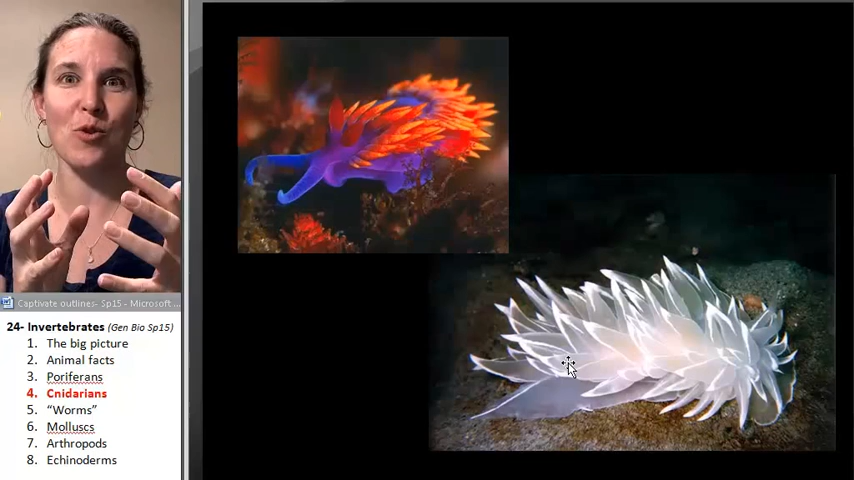 Captivate outlines- Sp15 - Microsoft ...
24- Invertebrates (Gen Bio Sp15)
1. The big picture
2. Animal facts
3. Poriferans
4. Cnidarians
5. "Worms"
6. Molluscs
7. Arthropods
8. Echinoderms